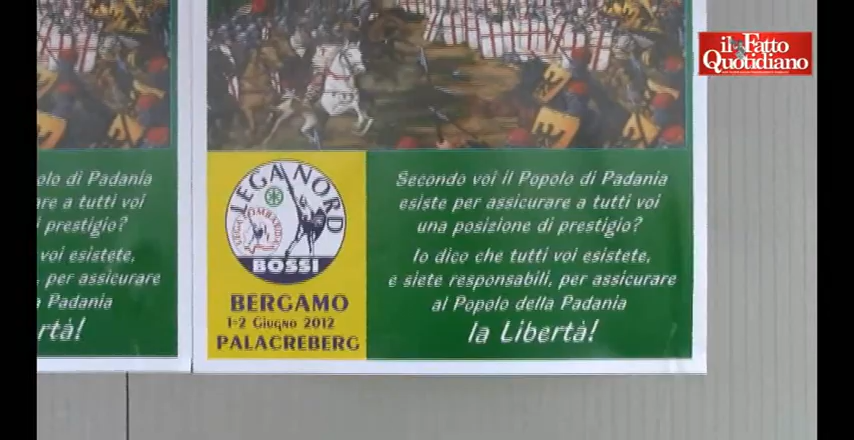 il Fatto
Quotidiano
olo di Padania
are a tutti voi
i prestigio?
voi esistete,
, per assicurare
a Padania
rtà!
LEGA NORD
LEGA LOMBARDA
BOSSI
BERGAMO
1-2 Giugno 2012
PALACREBERG
Secondo voi il Popolo di Padania
esiste per assicurare a tutti voi
una posizione di prestigio?
Io dico che tutti voi esistete,
e siete responsabili, per assicurare
al Popolo della Padania
la Libertà!